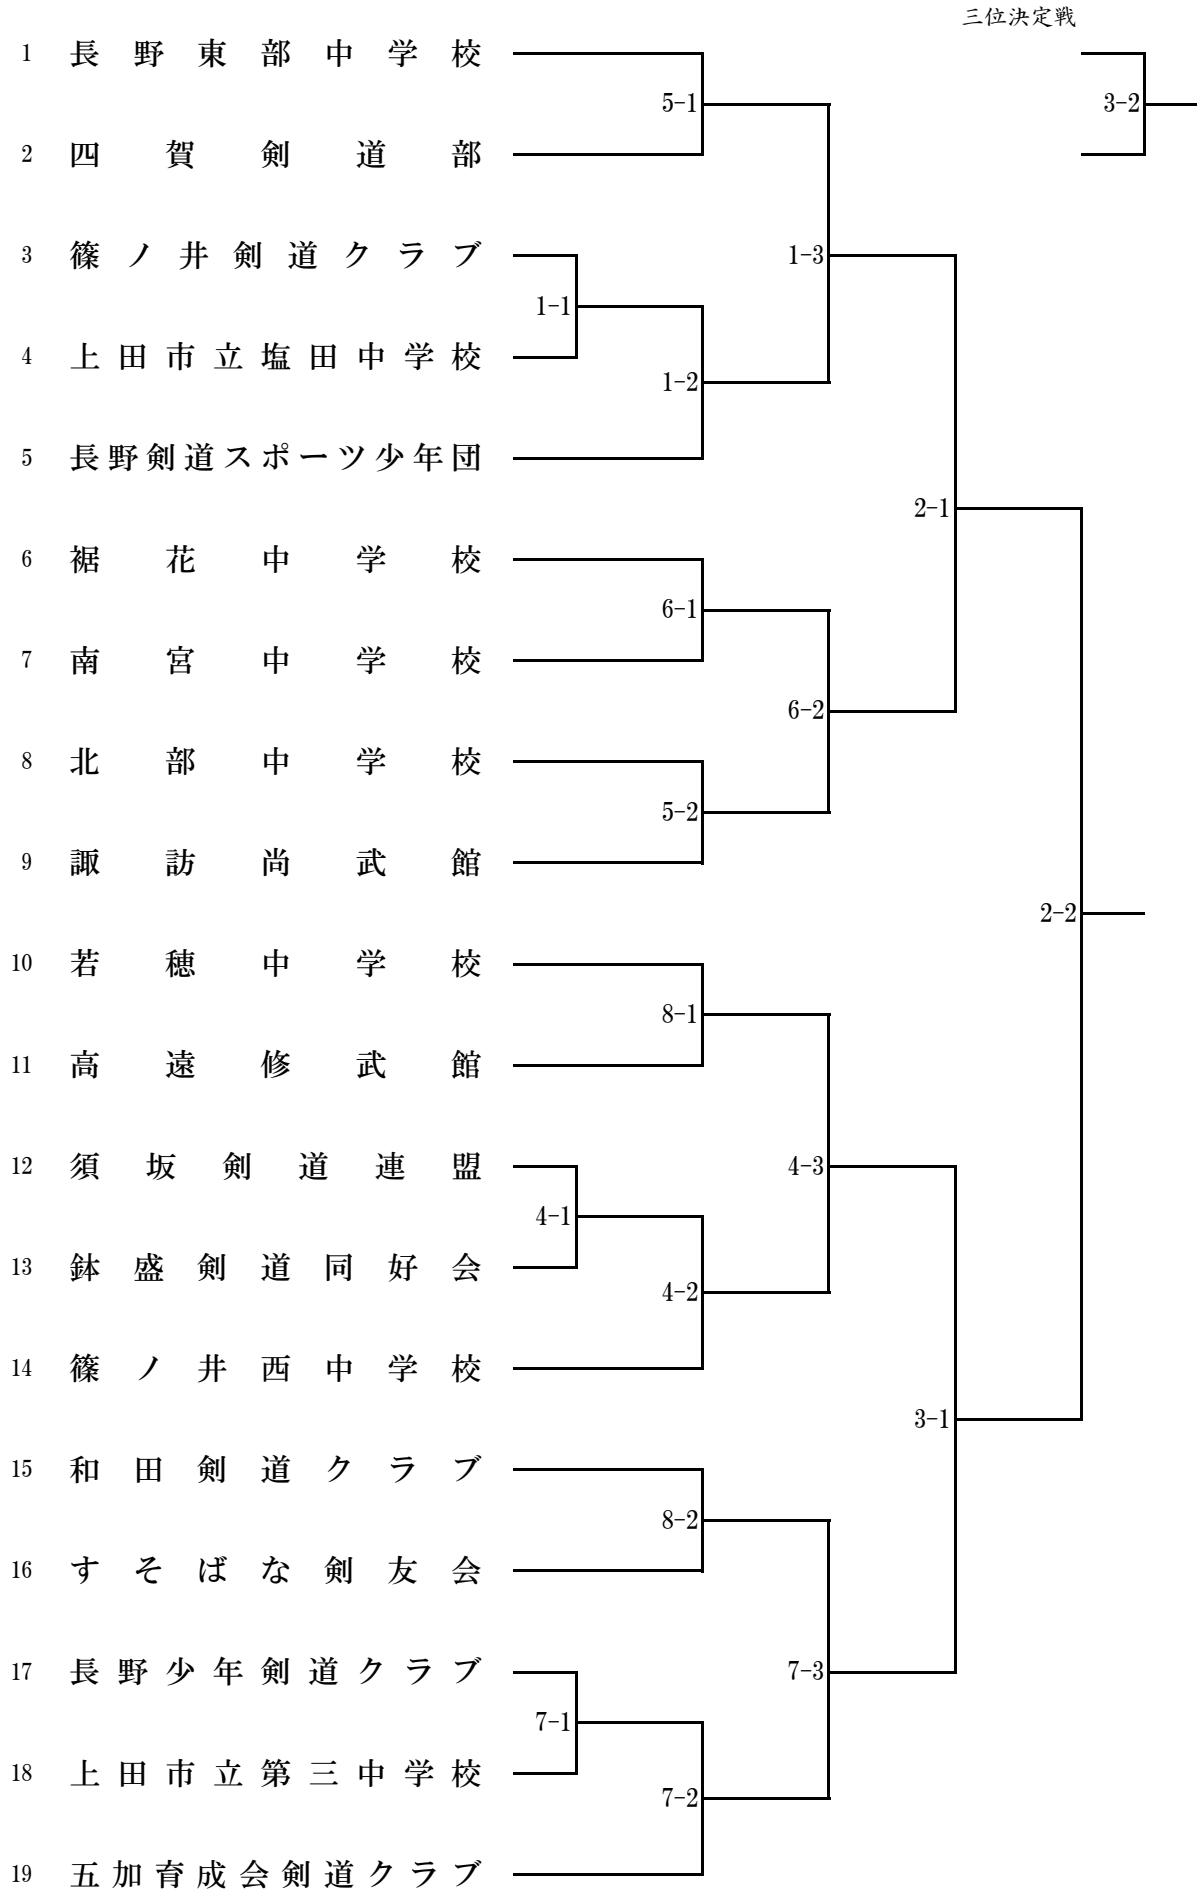 三位決定戦
1 長野東部中学校
5-1
3-2
2 四賀剣道部
3 篠ノ井剣道クラブ
1-3
1-1
4 上田市立塩田中学校
1-2
5 長野剣道スポーツ少年団
2-1
6 裾花中学校
6-1
7 南宮中学校
6-2
8 北部中学校
5-2
9 諏訪尚武館
2-2
10 若穂中学校
8-1
11 高遠修武館
12 須坂剣道連盟
4-3
4-1
13 鉢盛剣道同好会
4-2
14 篠ノ井西中学校
3-1
15 和田剣道クラブ
8-2
16 すそばな剣友会
17 長野少年剣道クラブ
7-3
7-1
18 上田市立第三中学校
7-2
19 五加育成会剣道クラブ